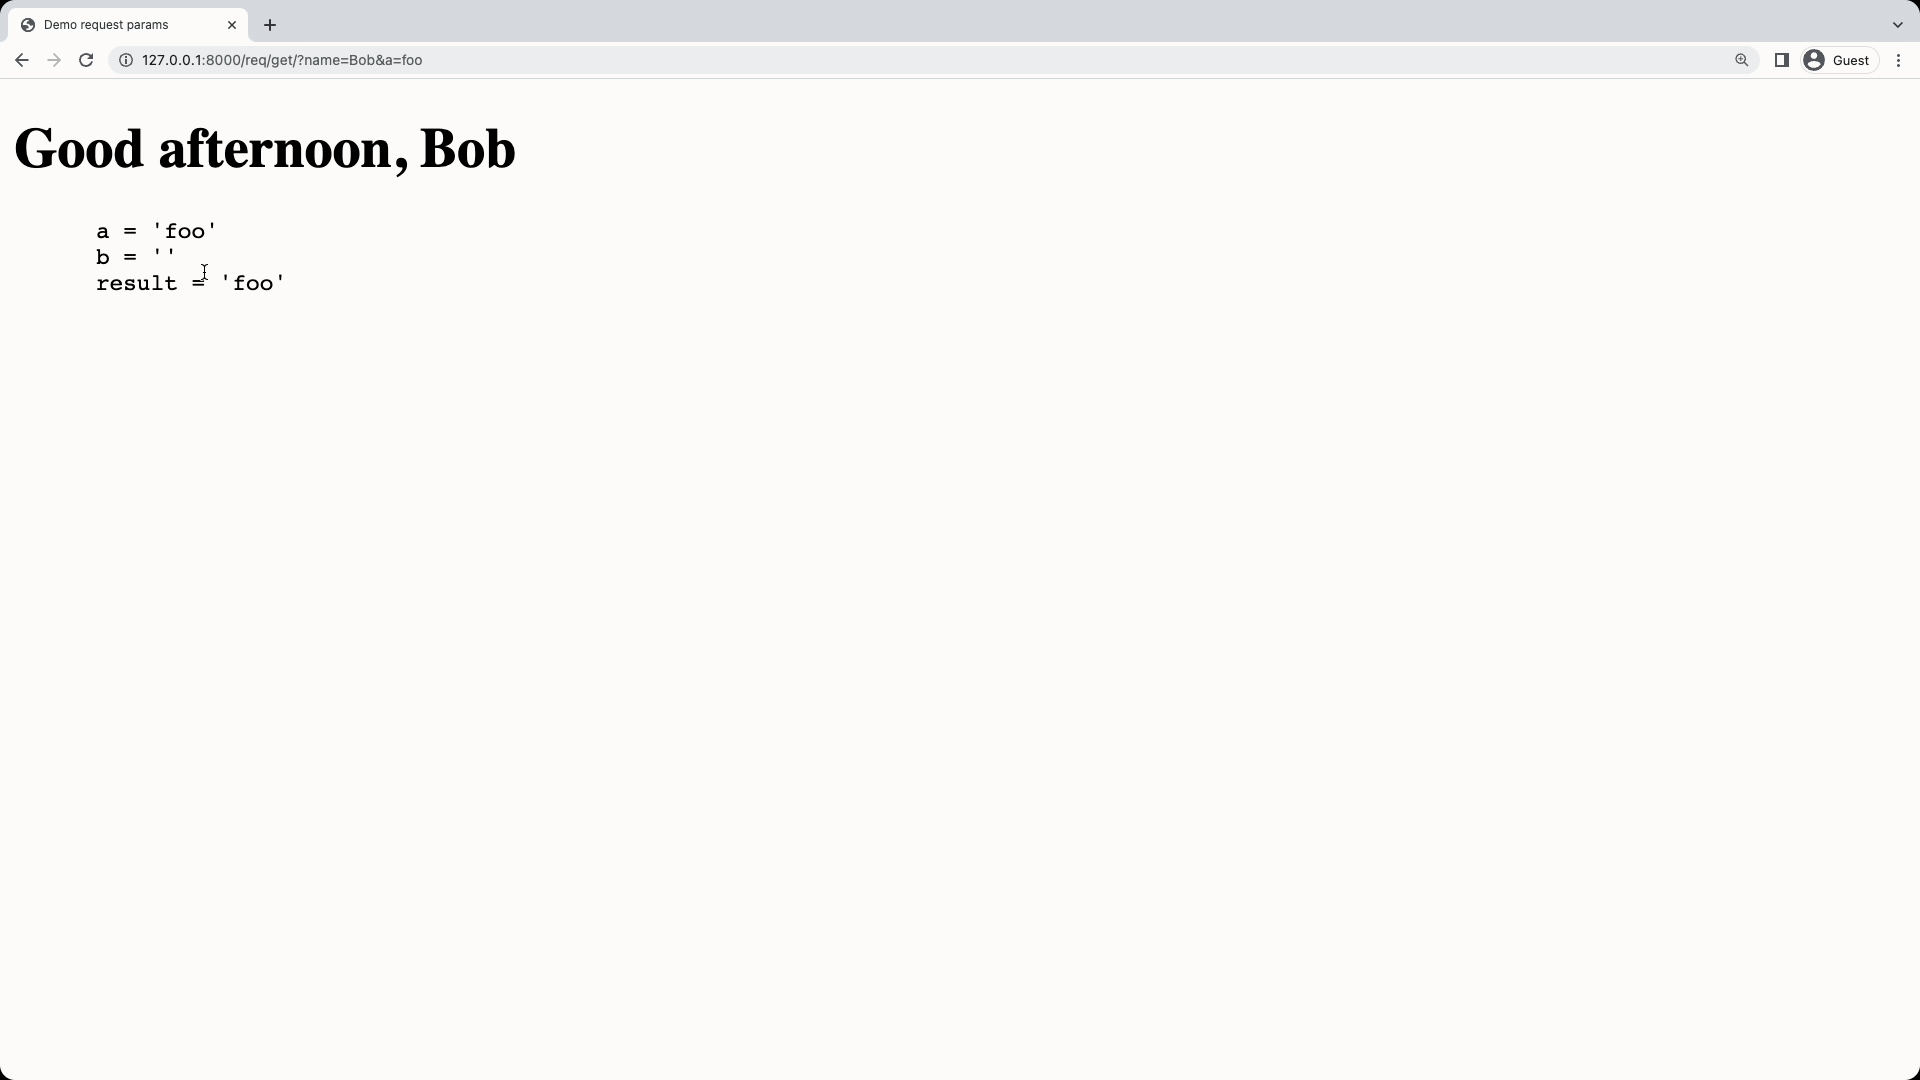 Demo request params
127.0.0.1:8000/req/get/?name=Bob&a=foo
Guest
Good afternoon, Bob
a = 'foo'
b = ''
result = 'foo'